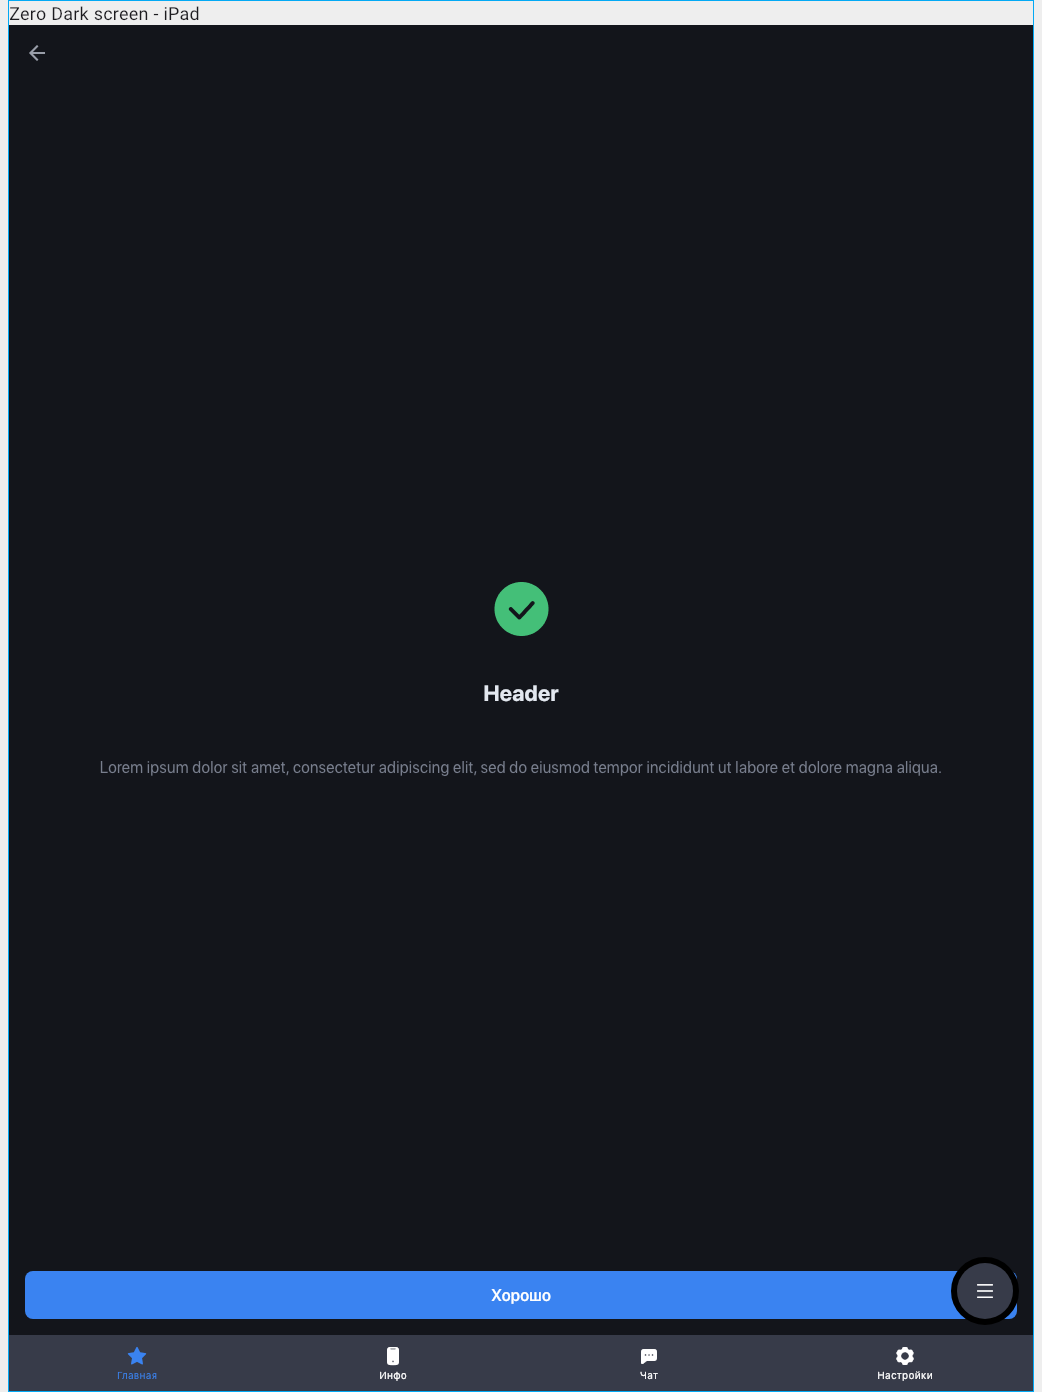 Zero Dark screen - iPad
Header
Lorem ipsum dolor sit amet, consectetur adipiscing elit, sed do eiusmod tempor incididunt ut labore et dolore magna aliqua.
Хорошо
Главная
Инфо
Чат
Настройки